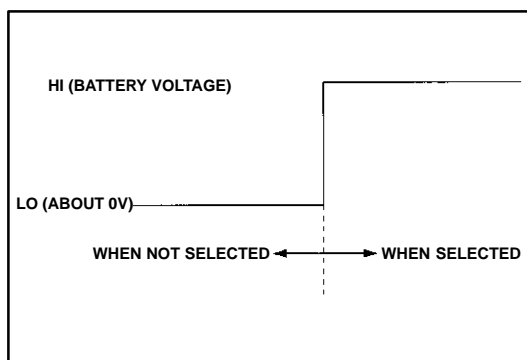 HI (BATTERY VOLTAGE)
LO (ABOUT 0V)
WHEN NOT SELECTED
WHEN SELECTED